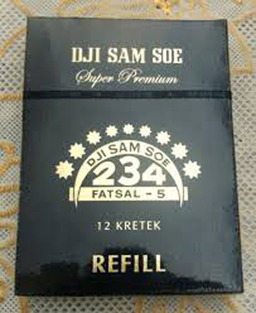 DJI SAM SOE
Super Premium
DJI SAM SOE
234
FATSAL - 5
12 KRETEK
REFILL